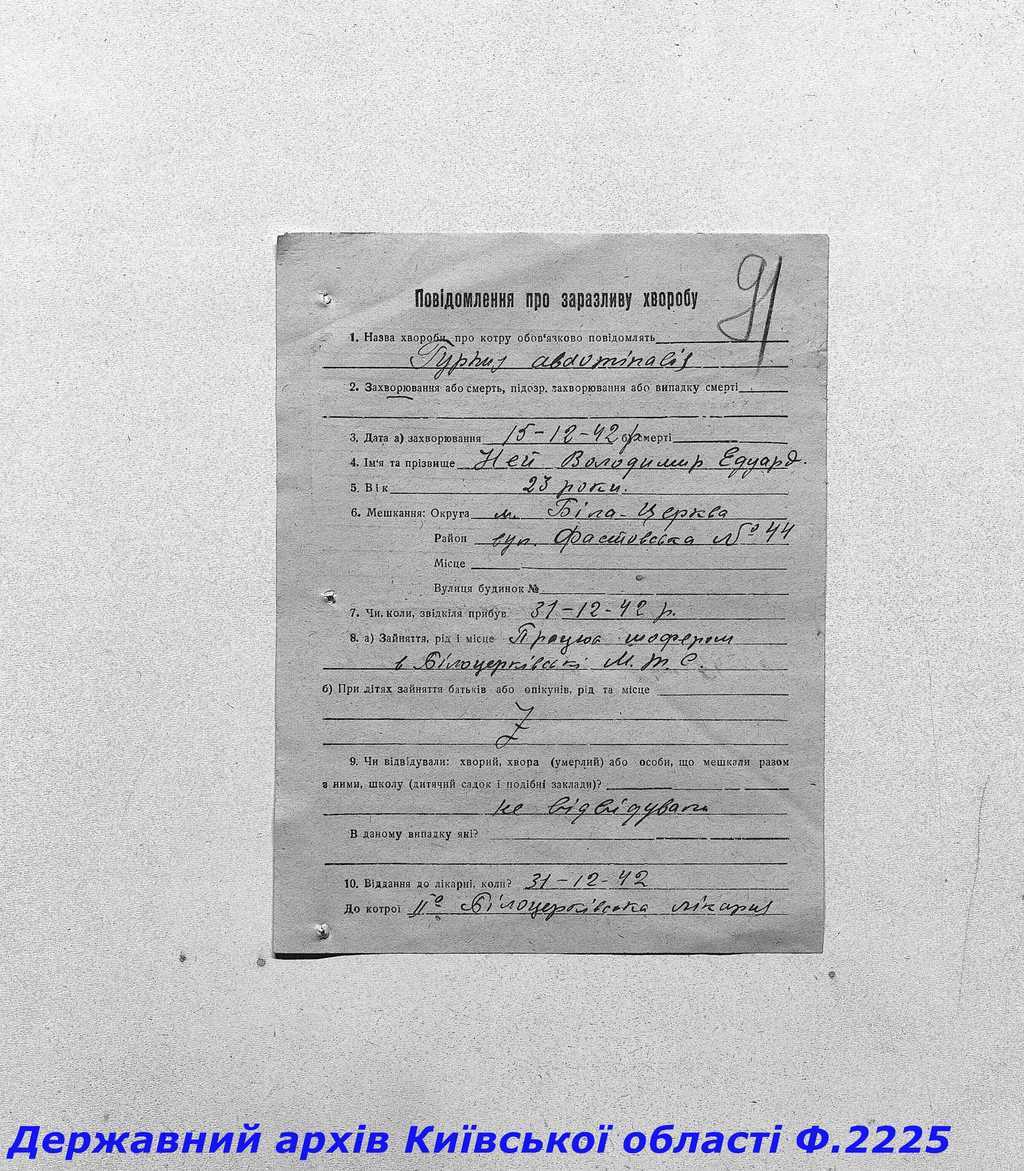 91
Повідомлення про заразливу хворобу
1. Назва хвороби, про котру обов'язково повідомлять
Typhus abdominalis
2. Захворювання або смерть, підозр. захворювання або випадку смерті
3. Дата а) захворювання 15-12-42 р. б) смерті
4. Ім'я та прізвище Ней Володимир Едуард.
5. Вік 23 роки.
6. Мешкання: Округа м. Біла-Церква
Район вул. Фастовська № 44
Місце
Вулиця будинок №
7. Чи, коли, звідкіля прибув 31-12-42 р.
8. а) Зайняття, рід і місце Працює шофером
в Білоцерківські М.Т.С.
б) При літях зайняття батьків або опікунів, рід та місце
9. Чи відвідували: хворий, хвора (умерлий) або особи, що мешкали разом
з ними, школу (дитячий садок і подібні заклади)?
не відвідували
В даному випадку які?
10. Віддання до лікарні, коли? 31-12-42
До котрої ІІга Білоцерківська лікарня
Державний архів Київської області Ф.2225